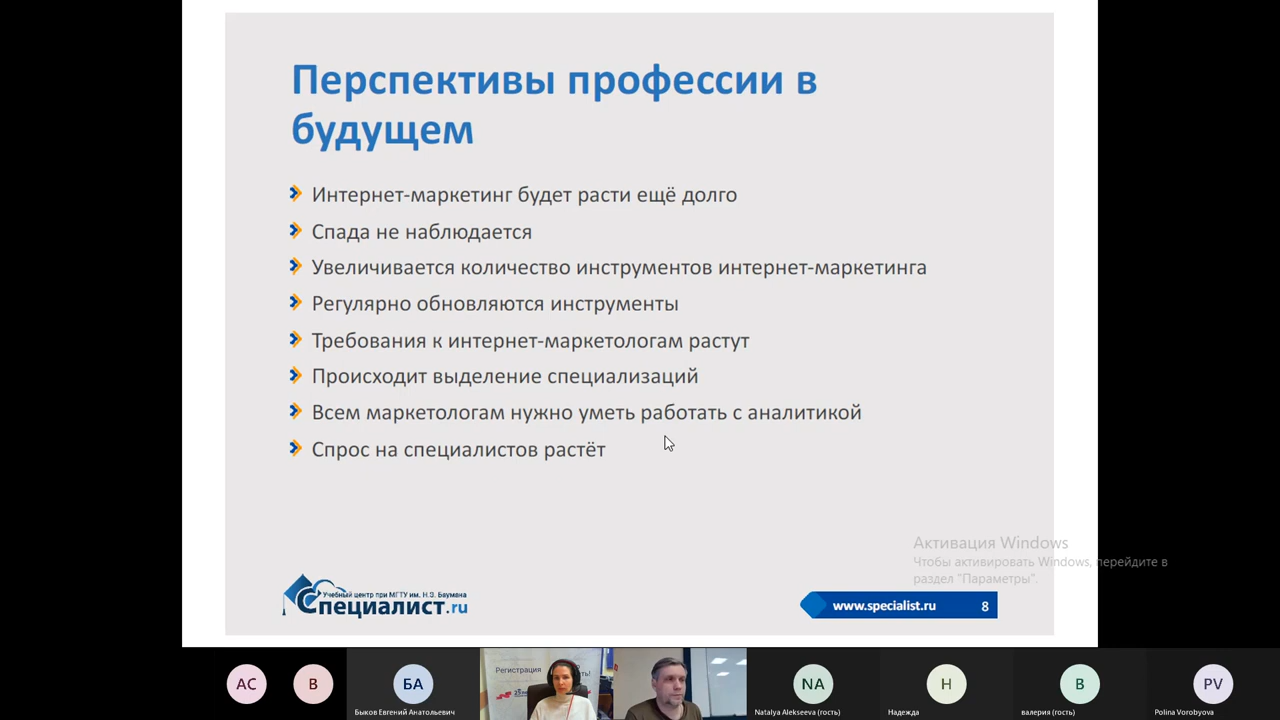 Перспективы профессии в
будущем
Интернет-маркетинг будет расти ещё долго
Спада не наблюдается
Увеличивается количество инструментов интернет-маркетинга
Регулярно обновляются инструменты
Требования к интернет-маркетологам растут
Происходит выделение специализаций
Всем маркетологам нужно уметь работать с аналитикой
Спрос на специалистов растёт
Активация Windows
Чтобы активировать Windows, перейдите в
раздел "Параметры".
Учебный центр при МГТУ им. Н.Э. Баумана
Специалист.ru
www.specialist.ru 8
АС
В
БА
Регистрация
NA
Н
В
PV
Быков Евгений Анатольевич
Natalya Alekseeva (гость)
Надежда
валерия (гость)
Polina Vorobyova